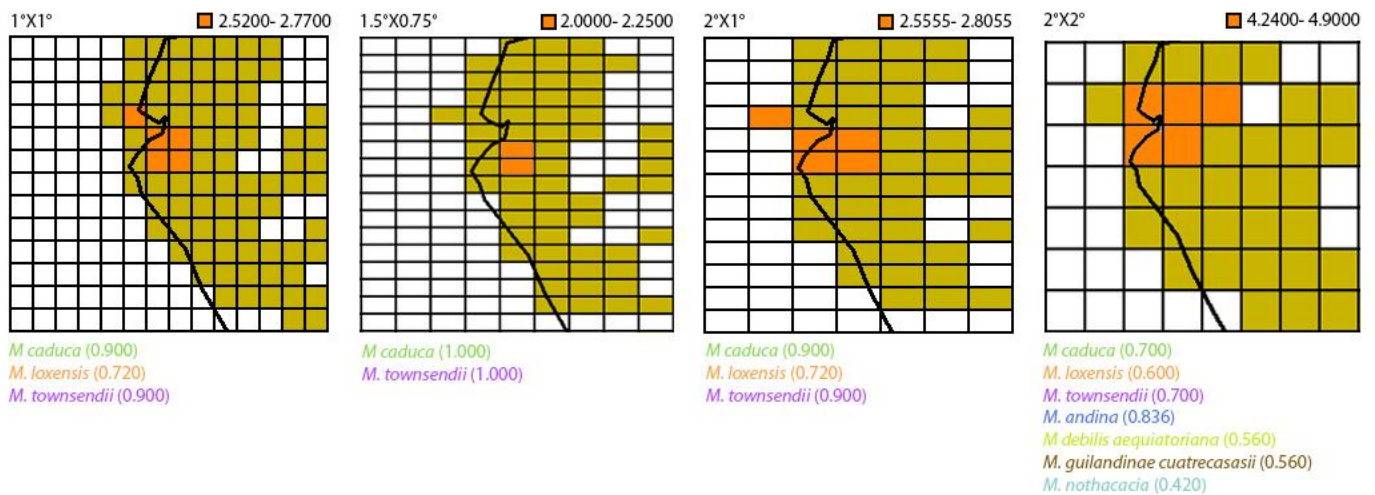 1°X1°
2.5200- 2.7700
1.5°X0.75°
2.0000- 2.2500
2°X1°
2.5555- 2.8055
2°X2°
4.2400- 4.9000
M caduca (0.900)
M. loxensis (0.720)
M. townsendii (0.900)
M caduca (1.000)
M. townsendii (1.000)
M caduca (0.900)
M. loxensis (0.720)
M. townsendii (0.900)
M caduca (0.700)
M. loxensis (0.600)
M. townsendii (0.700)
M. andina (0.836)
M debilis aequiatoriana (0.560)
M. guilandinae cuatrecasasii (0.560)
M. nothacacia (0.420)